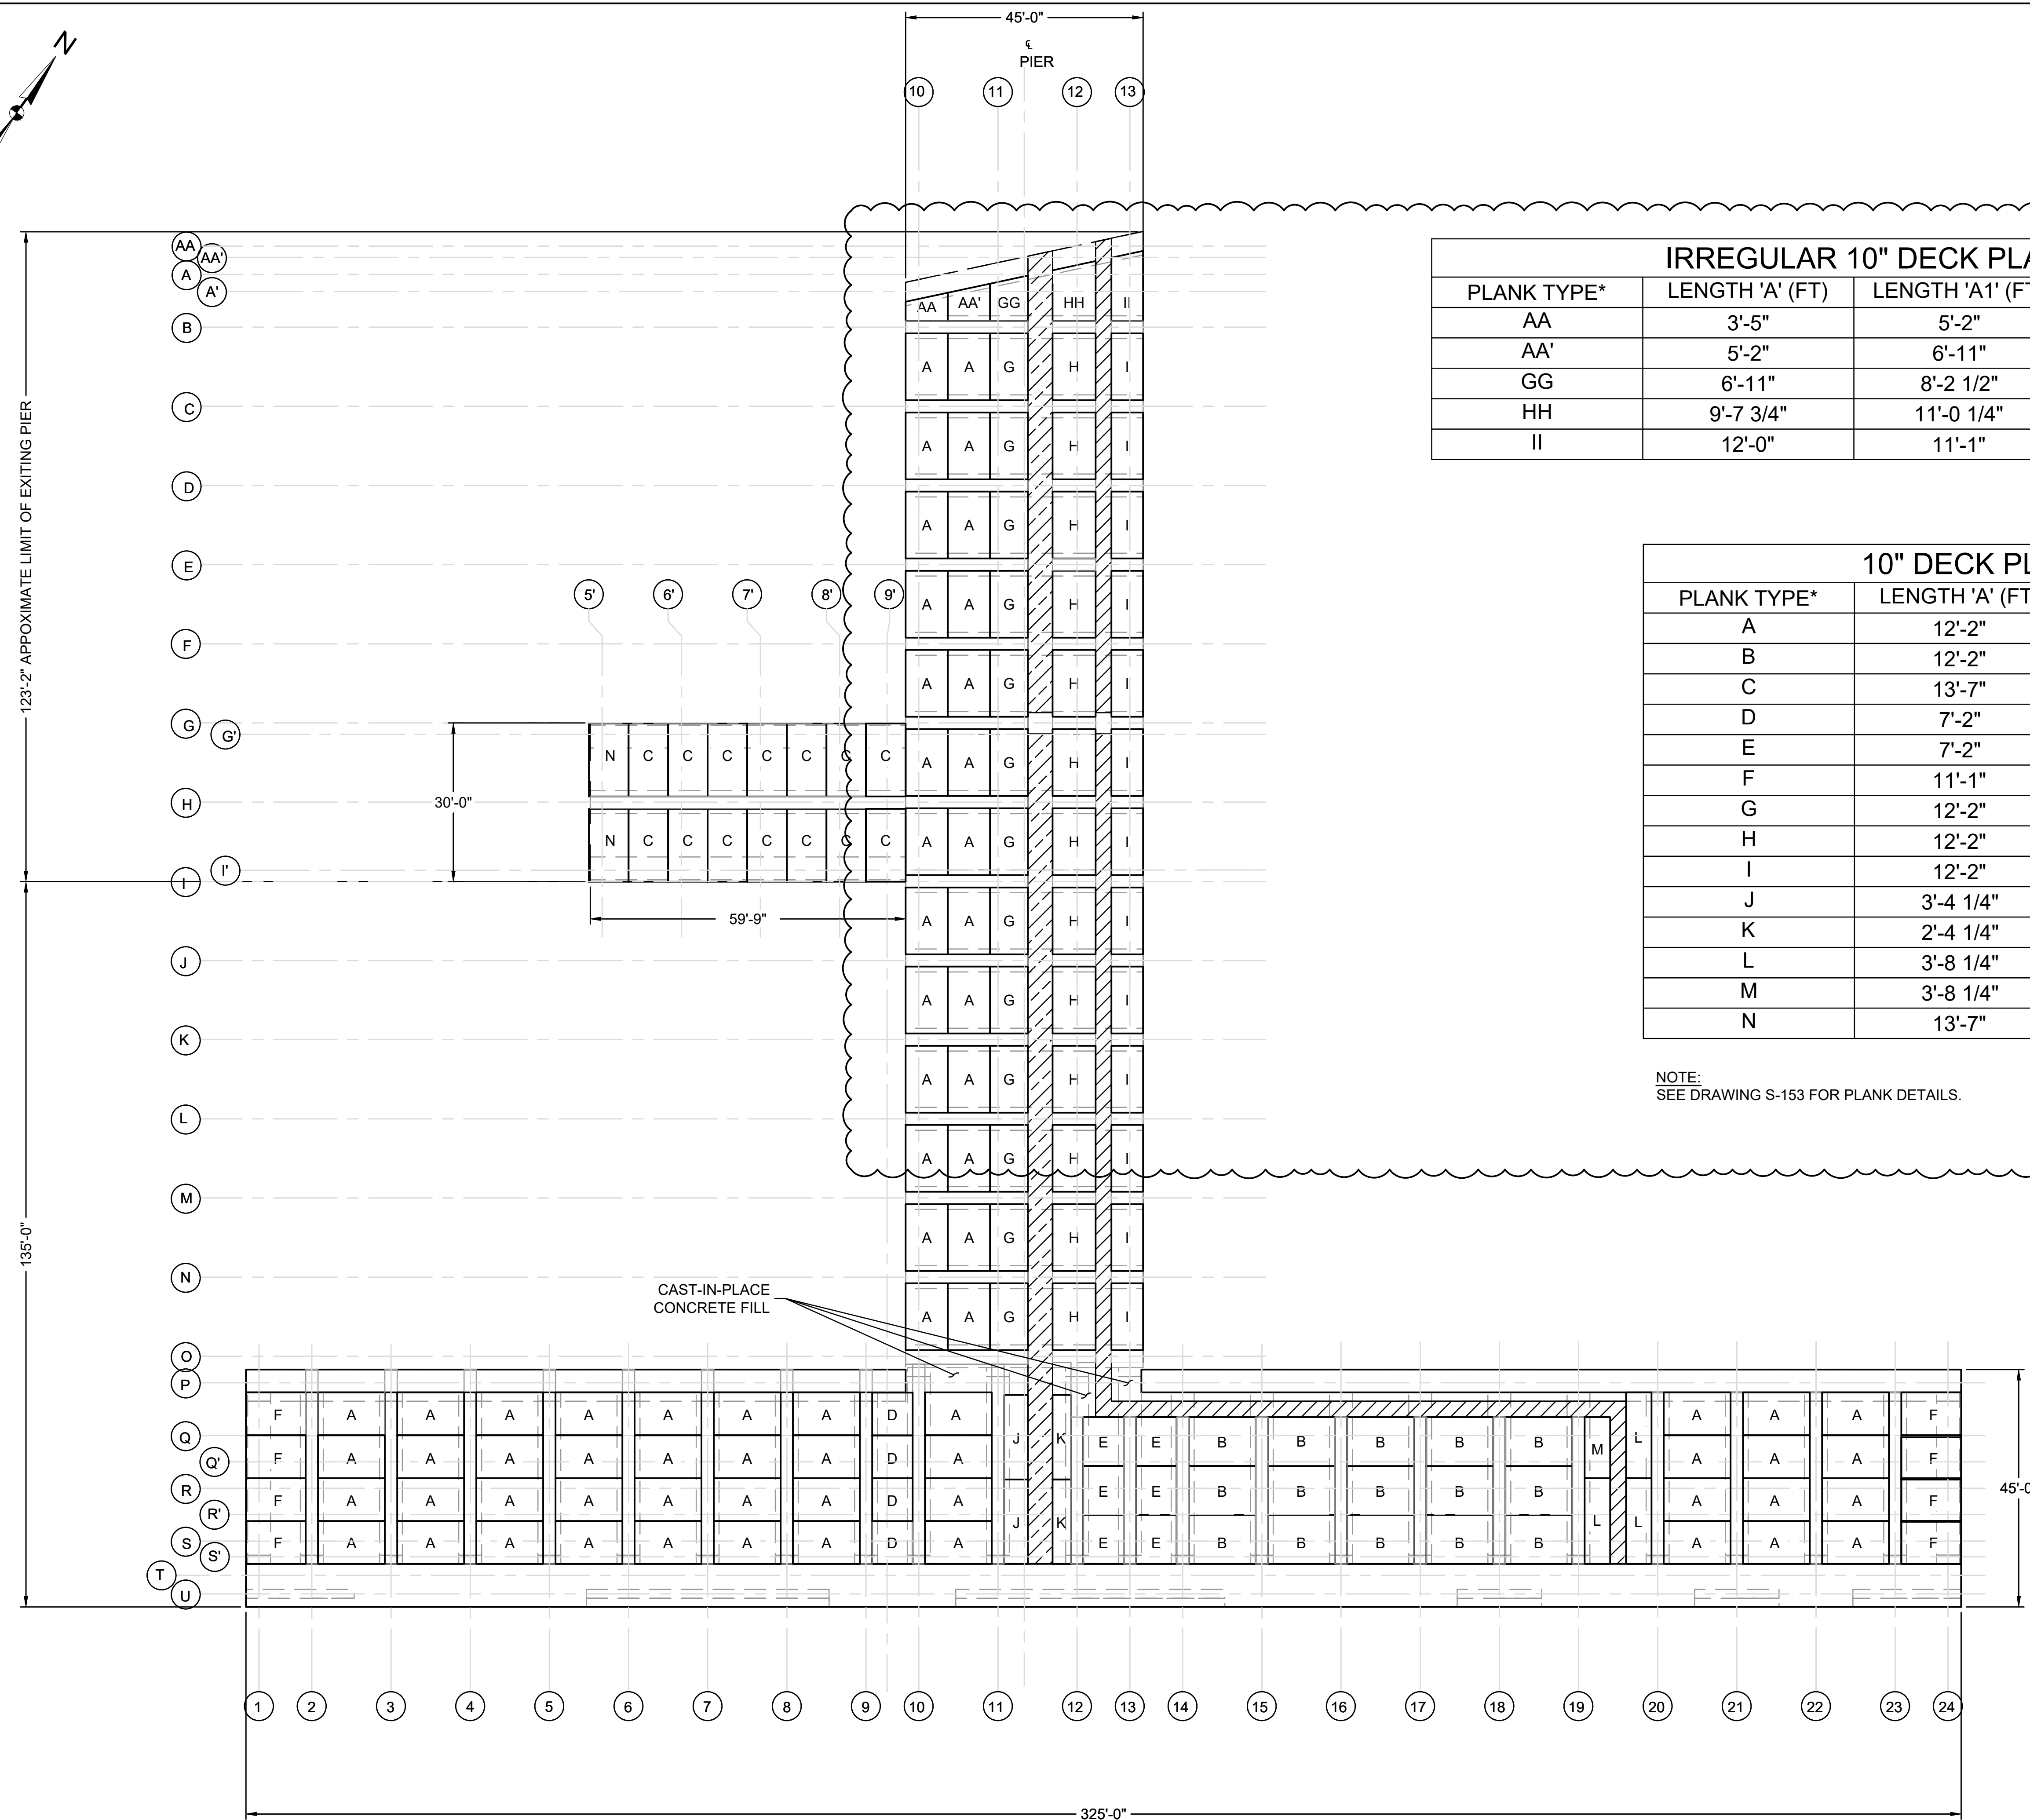 45'-0"
N
℄
PIER
10 11 12 13
AA
AA'
A
A'
B
C
D
E
F
G
G'
H
I'
I
J
K
L
M
N
O
P
Q
Q'
R
R'
S
S'
T
U
123'-2" APPOXIMATE LIMIT OF EXITING PIER
135'-0"
IRREGULAR 10" DECK PLA
PLANK TYPE* LENGTH 'A' (FT) LENGTH 'A1' (FT
AA 3'-5" 5'-2"
AA' 5'-2" 6'-11"
GG 6'-11" 8'-2 1/2"
HH 9'-7 3/4" 11'-0 1/4"
II 12'-0" 11'-1"
10" DECK PL
PLANK TYPE* LENGTH 'A' (FT
A 12'-2"
B 12'-2"
C 13'-7"
D 7'-2"
E 7'-2"
F 11'-1"
G 12'-2"
H 12'-2"
I 12'-2"
J 3'-4 1/4"
K 2'-4 1/4"
L 3'-8 1/4"
M 3'-8 1/4"
N 13'-7"
NOTE:
SEE DRAWING S-153 FOR PLANK DETAILS.
AA AA' GG HH II
A A G H I
A A G H I
A A G H I
A A G H I
A A G H I
5' 6' 7' 8' 9'
N C C C C C C C A A G H I
30'-0"
N C C C C C C C A A G H I
59'-9"
A A G H I
A A G H I
A A G H I
A A G H I
A A G H I
A A G H I
CAST-IN-PLACE
CONCRETE FILL
F A A A A A A A D A J K E E B B B B B M L A A A F
F A A A A A A A D A A A A F
F A A A A A A A D A J K E E B B B B B L L A A A F
F A A A A A A A D A E E B B B B B A A A F
45'-0
1 2 3 4 5 6 7 8 9 10 11 12 13 14 15 16 17 18 19 20 21 22 23 24
325'-0"